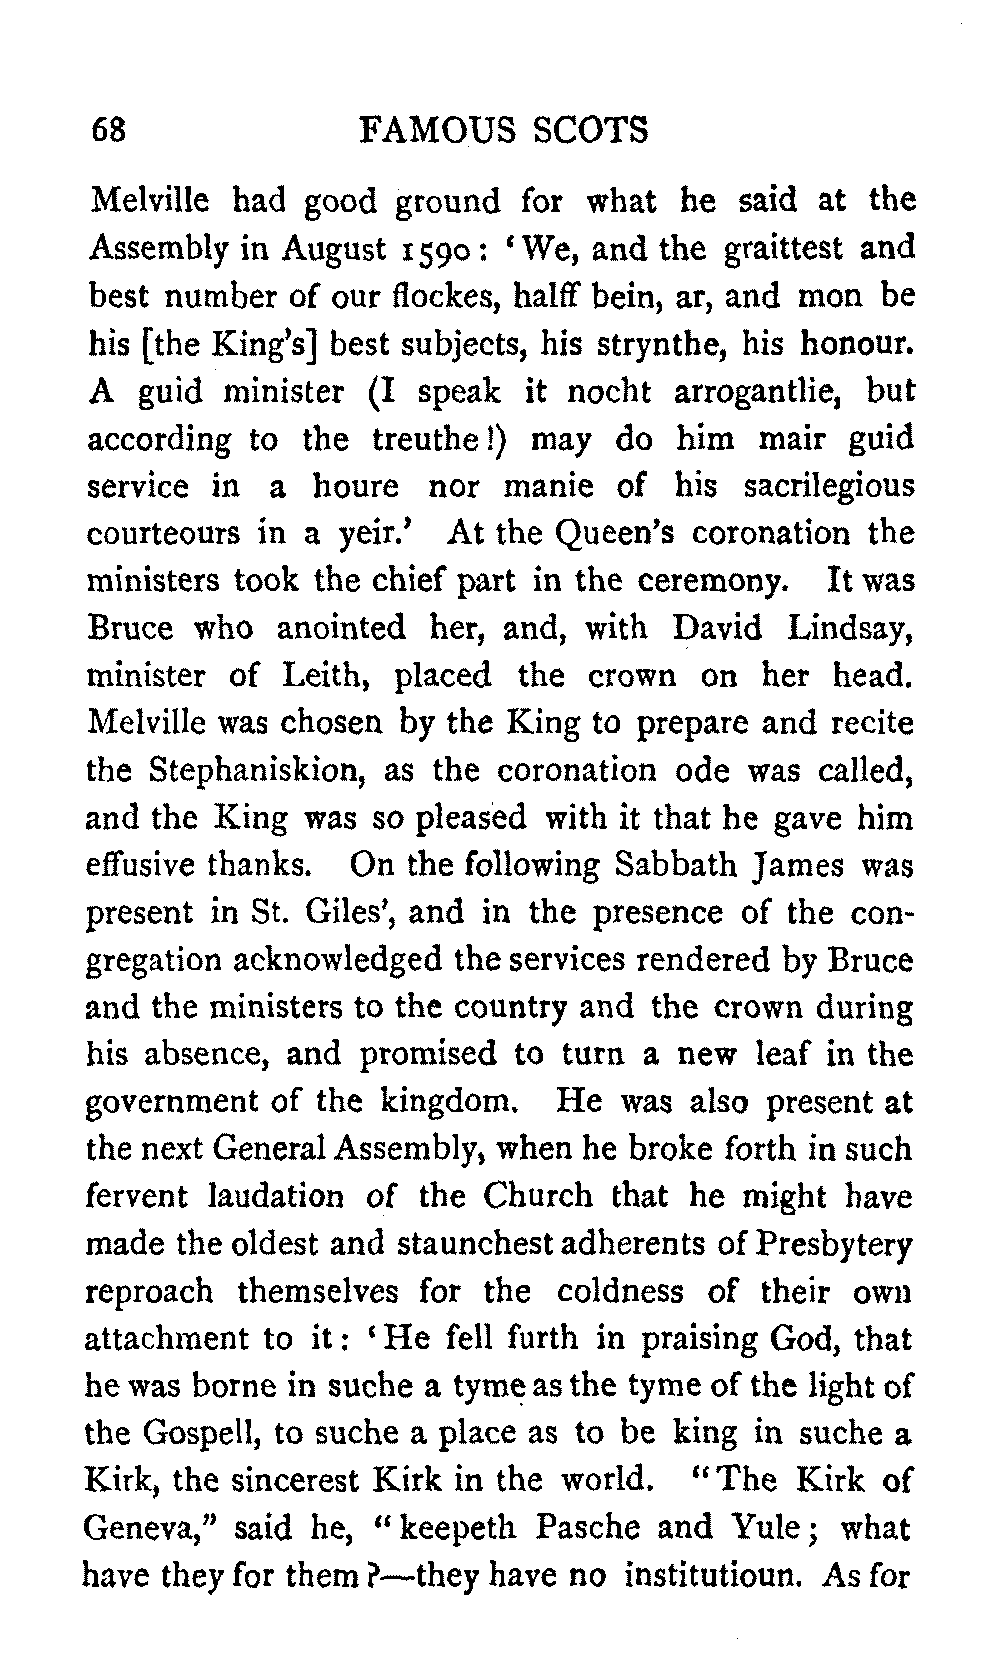 68 FAMOUS SCOTS
Melville had good ground for what he said at the
Assembly in August 1590: ‘We, and the graittest and
best number of our flockes, halff bein, ar, and mon be
his [the King’s] best subjects, his strynthe, his honour.
A guid minister (I speak it nocht arrogantlie, but
according to the treuthe!) may do him mair guid
service in a houre nor manie of his sacrilegious
courteours in a yeir.’ At the Queen’s coronation the
ministers took the chief part in the ceremony. It was
Bruce who anointed her, and, with David Lindsay,
minister of Leith, placed the crown on her head.
Melville was chosen by the King to prepare and recite
the Stephaniskion, as the coronation ode was called,
and the King was so pleased with it that he gave him
effusive thanks. On the following Sabbath James was
present in St. Giles’, and in the presence of the con-
gregation acknowledged the services rendered by Bruce
and the ministers to the country and the crown during
his absence, and promised to turn a new leaf in the
government of the kingdom. He was also present at
the next General Assembly, when he broke forth in such
fervent laudation of the Church that he might have
made the oldest and staunchest adherents of Presbytery
reproach themselves for the coldness of their own
attachment to it: ‘He fell furth in praising God, that
he was borne in suche a tyme as the tyme of the light of
the Gospell, to suche a place as to be king in suche a
Kirk, the sincerest Kirk in the world. “The Kirk of
Geneva,” said he, “keepeth Pasche and Yule; what
have they for them?—they have no institutioun. As for